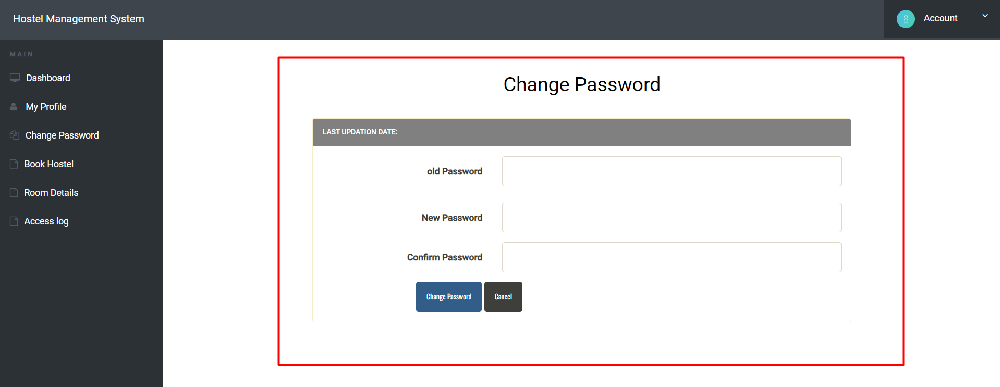 Hostel Management System
Account
MAIN
Dashboard
My Profile
Change Password
Book Hostel
Room Details
Access log
Change Password
LAST UPDATION DATE:
old Password
New Password
Confirm Password
Change Password Cancel